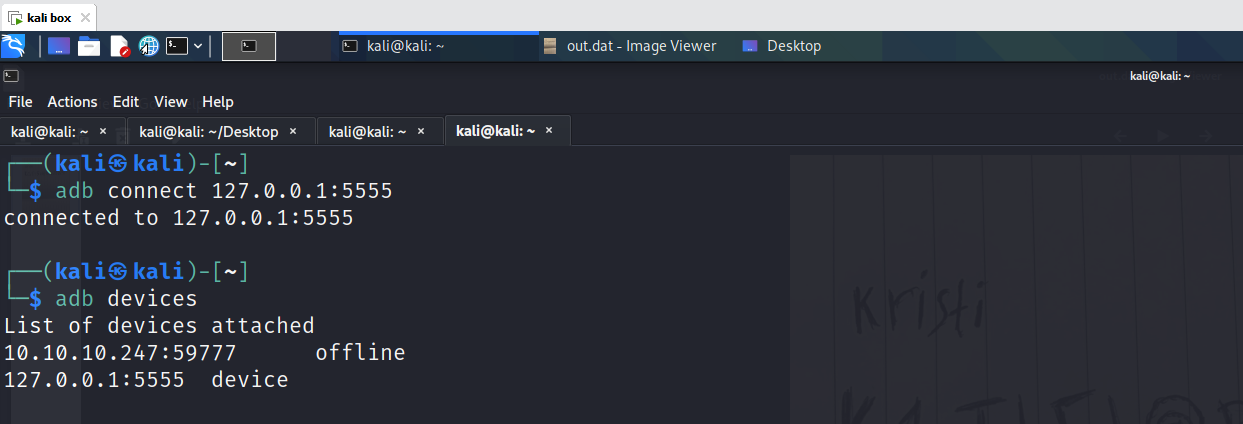 kali box
kali@kali: ~
out.dat - Image Viewer
Desktop
kali@kali: ~
File Actions Edit View Help
kali@kali: ~
kali@kali: ~/Desktop
kali@kali: ~
kali@kali: ~
(kali㉿kali)-[~]
$ adb connect 127.0.0.1:5555
connected to 127.0.0.1:5555
(kali㉿kali)-[~]
$ adb devices
List of devices attached
10.10.10.247:59777 offline
127.0.0.1:5555 device
kristi